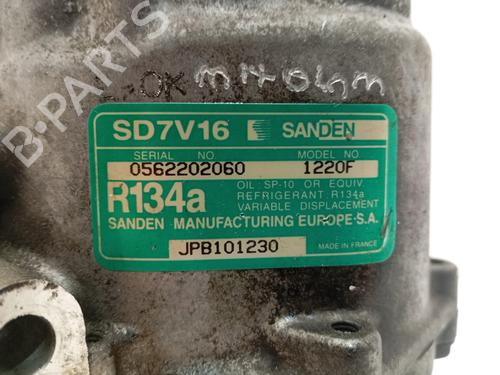 OK
SD7V16 SANDEN
SERIAL NO. MODEL NO.
0562202060 1220F
R134a
OIL SP-10 OR EQUIV.
REFRIGERANT R134a
VARIABLE DISPLACEMENT
SANDEN MANUFACTURING EUROPE S.A.
JPB101230 MADE IN FRANCE
B-PARTS